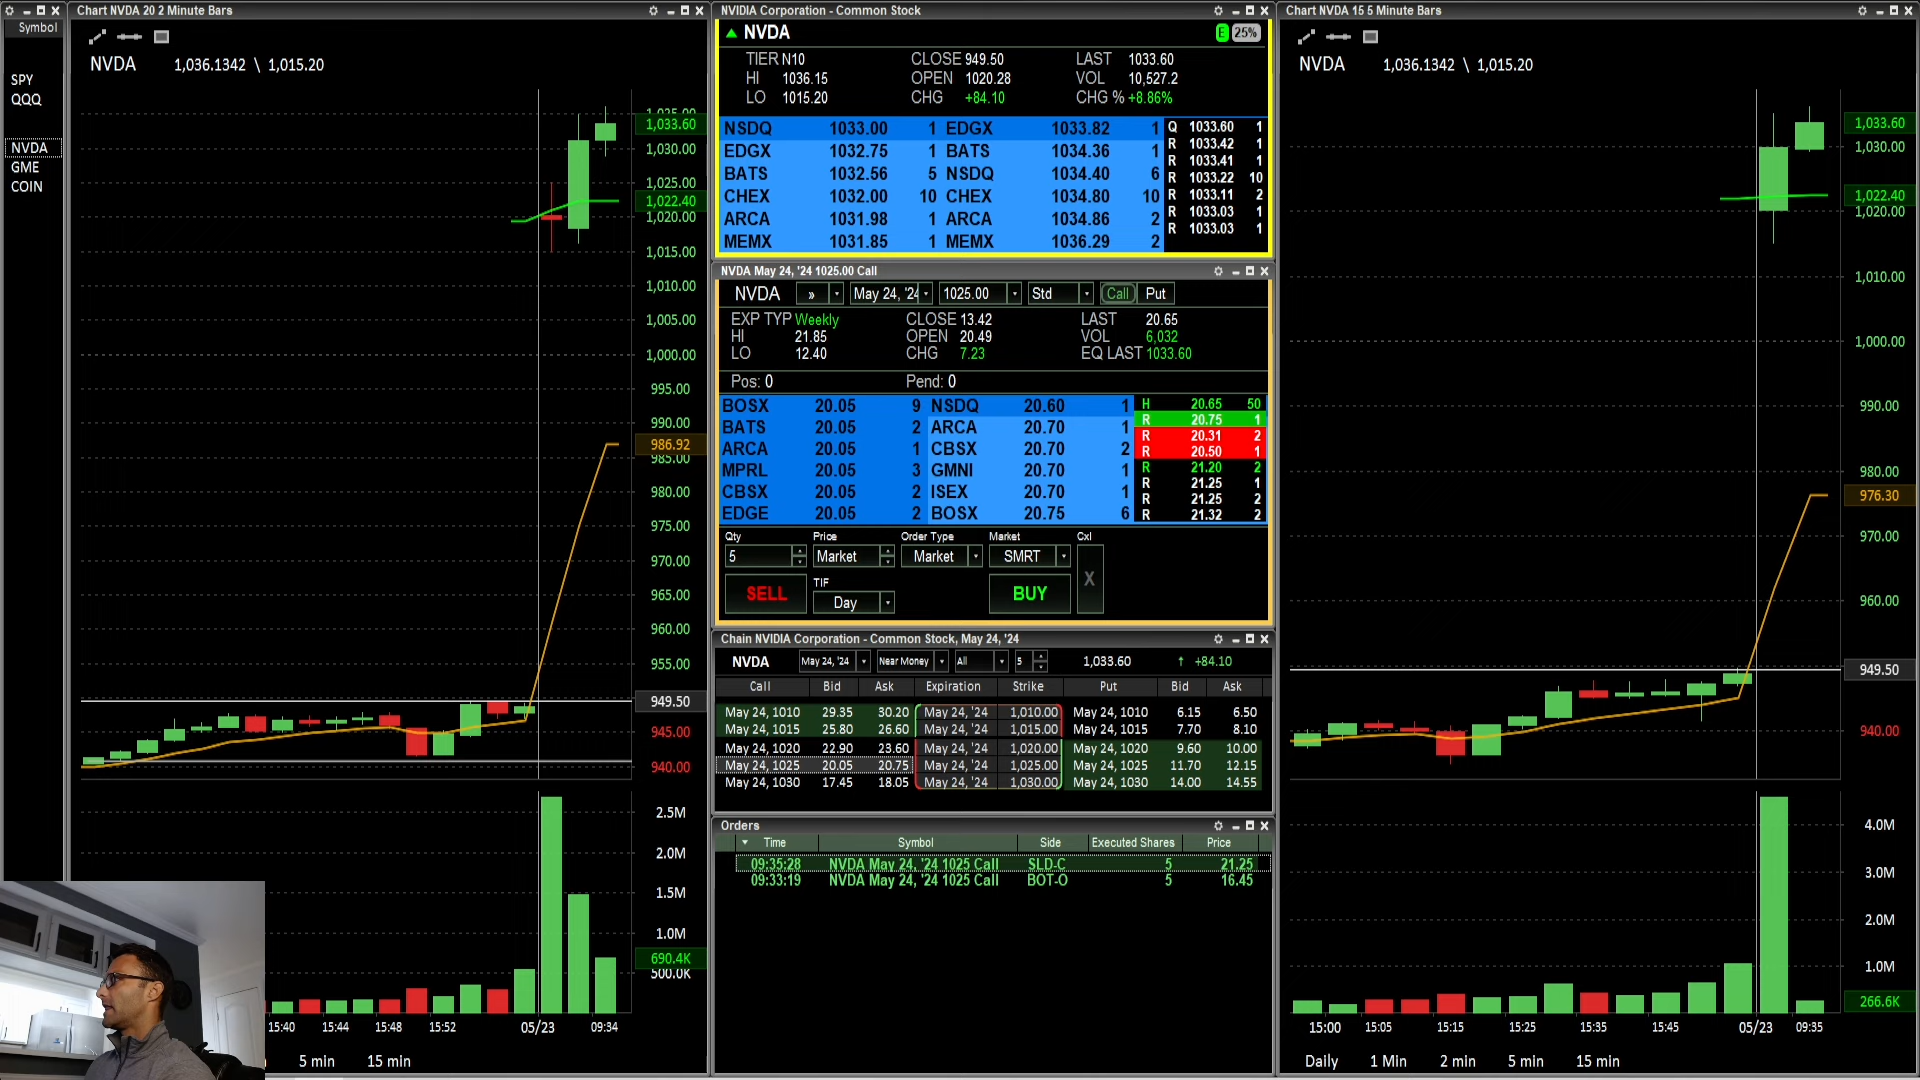 Symbol
SPY
QQQ
NVDA
GME
COIN
Chart NVDA 20 2 Minute Bars
NVDA 1,036.1342 \ 1,015.20
1,033.60
1,030.00
1,025.00
1,022.40
1,020.00
1,015.00
1,010.00
1,005.00
1,000.00
995.00
990.00
986.92
985.00
980.00
975.00
970.00
965.00
960.00
955.00
949.50
945.00
940.00
2.5M
2.0M
1.5M
1.0M
690.4K
500.0K
15:40 15:44 15:48 15:52 05/23 09:34
5 min 15 min
NVIDIA Corporation - Common Stock
NVDA E 25%
TIER N10 CLOSE 949.50 LAST 1033.60
HI 1036.15 OPEN 1020.28 VOL 10,527.2
LO 1015.20 CHG +84.10 CHG % +8.86%
NSDQ 1033.00 1 EDGX 1033.82 1
EDGX 1032.75 1 BATS 1034.36 1
BATS 1032.56 5 NSDQ 1034.40 6
CHEX 1032.00 10 CHEX 1034.80 10
ARCA 1031.98 1 ARCA 1034.86 2
MEMX 1031.85 1 MEMX 1036.29 2
Q 1033.60 1
R 1033.42 1
R 1033.41 1
R 1033.22 10
R 1033.11 2
R 1033.03 1
R 1033.03 1
NVDA May 24, '24 1025.00 Call
NVDA » May 24, '24 1025.00 Std Call Put
EXP TYP Weekly CLOSE 13.42 LAST 20.65
HI 21.85 OPEN 20.49 VOL 6,032
LO 12.40 CHG 7.23 EQ LAST 1033.60
Pos: 0 Pend: 0
BOSX 20.05 9 NSDQ 20.60 1
BATS 20.05 2 ARCA 20.70 1
ARCA 20.05 1 CBSX 20.70 2
MPRL 20.05 3 GMNI 20.70 1
CBSX 20.05 2 ISEX 20.70 1
EDGE 20.05 2 BOSX 20.75 6
H 20.65 50
R 20.75 1
R 20.31 2
R 20.50 1
R 21.20 2
R 21.25 1
R 21.25 2
R 21.32 2
Qty Price Order Type Market Cxl
5 Market Market SMRT X
SELL TIF Day BUY
Chain NVIDIA Corporation - Common Stock, May 24, '24
NVDA May 24, '24 Near Money All 5 1,033.60 ↑ +84.10
Call Bid Ask Expiration Strike Put Bid Ask
May 24, 1010 29.35 30.20 May 24, '24 1,010.00 May 24, 1010 6.15 6.50
May 24, 1015 25.80 26.60 May 24, '24 1,015.00 May 24, 1015 7.70 8.10
May 24, 1020 22.90 23.60 May 24, '24 1,020.00 May 24, 1020 9.60 10.00
May 24, 1025 20.05 20.75 May 24, '24 1,025.00 May 24, 1025 11.70 12.15
May 24, 1030 17.45 18.05 May 24, '24 1,030.00 May 24, 1030 14.00 14.55
Orders
Time Symbol Side Executed Shares Price
09:35:28 NVDA May 24, '24 1025 Call SLD-C 5 21.25
09:33:19 NVDA May 24, '24 1025 Call BOT-O 5 16.45
Chart NVDA 15 5 Minute Bars
NVDA 1,036.1342 \ 1,015.20
1,033.60
1,030.00
1,022.40
1,020.00
1,010.00
1,000.00
990.00
980.00
976.30
970.00
960.00
949.50
940.00
4.0M
3.0M
2.0M
1.0M
266.6K
15:00 15:05 15:15 15:25 15:35 15:45 05/23 09:35
Daily 1 Min 2 min 5 min 15 min